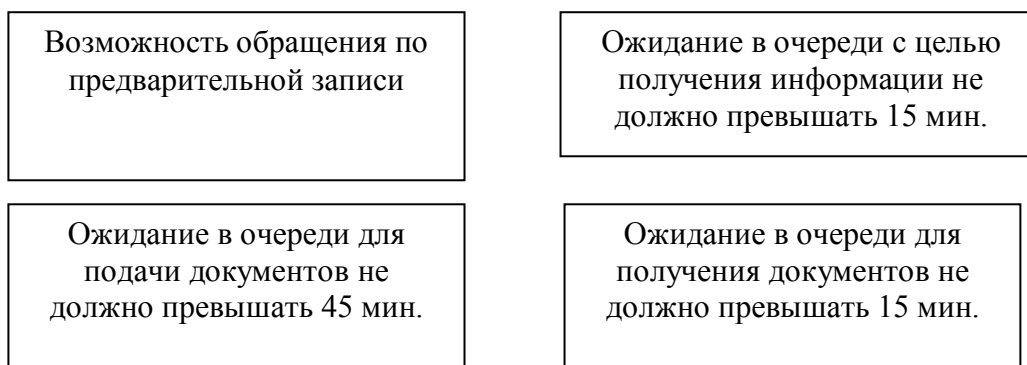 Возможность обращения по
предварительной записи
Ожидание в очереди с целью
получения информации не
должно превышать 15 мин.
Ожидание в очереди для
подачи документов не
должно превышать 45 мин.
Ожидание в очереди для
получения документов не
должно превышать 15 мин.